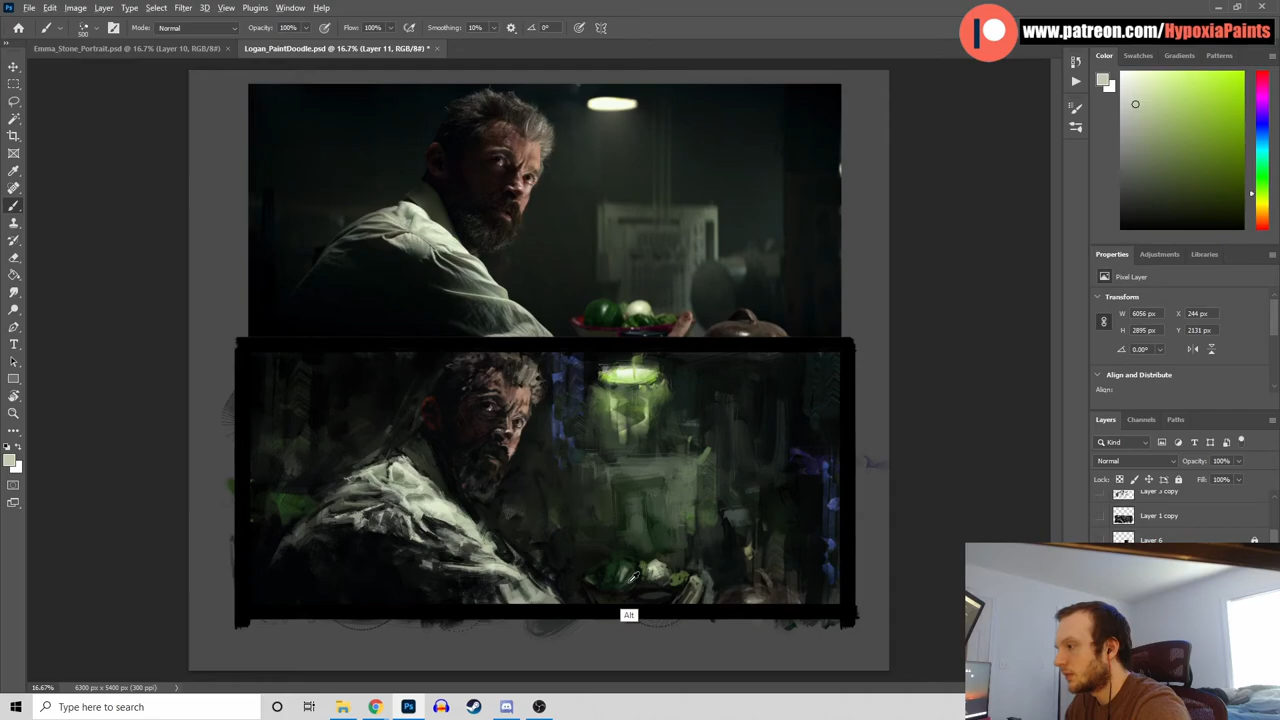 File Edit Image Layer Type Select Filter 3D View Plugins Window Help
500 Mode: Normal Opacity: 100% Flow: 100% Smoothing: 10% 0°
www.patreon.com/HypoxiaPaints
Emma_Stone_Portrait.psd @ 16.7% (Layer 10, RGB/8#) × Logan_PaintDoodle.psd @ 16.7% (Layer 11, RGB/8#) * ×
Color Swatches Gradients Patterns
Properties Adjustments Libraries
Pixel Layer
Transform
W 6056 px X 244 px
H 2895 px Y 2131 px
0.00°
Align and Distribute
Align:
Layers Channels Paths
Kind
Normal Opacity: 100%
Lock: Fill: 100%
Layer 3 copy
Layer 1 copy
Layer 6
Alt
16.67% 6300 px x 5400 px (300 ppi)
Type here to search